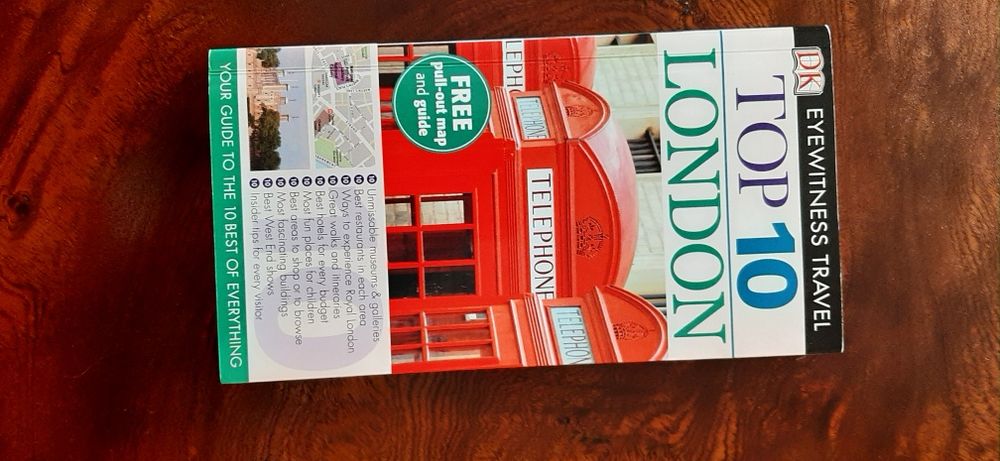 DK EYEWITNESS TRAVEL
TOP 10
LONDON
TELEPHONE
TELEPHONE
LEPH
TELEPHON
FREE
pull-out map
and guide
Unmissable museums & galleries
Best restaurants in each area
Ways to experience Royal London
Great walks and itineraries
Best hotels for every budget
Most fun places for children
Best areas to shop or to browse
Most fascinating buildings
Best West End shows
Insider tips for every visitor
YOUR GUIDE TO THE 10 BEST OF EVERYTHING